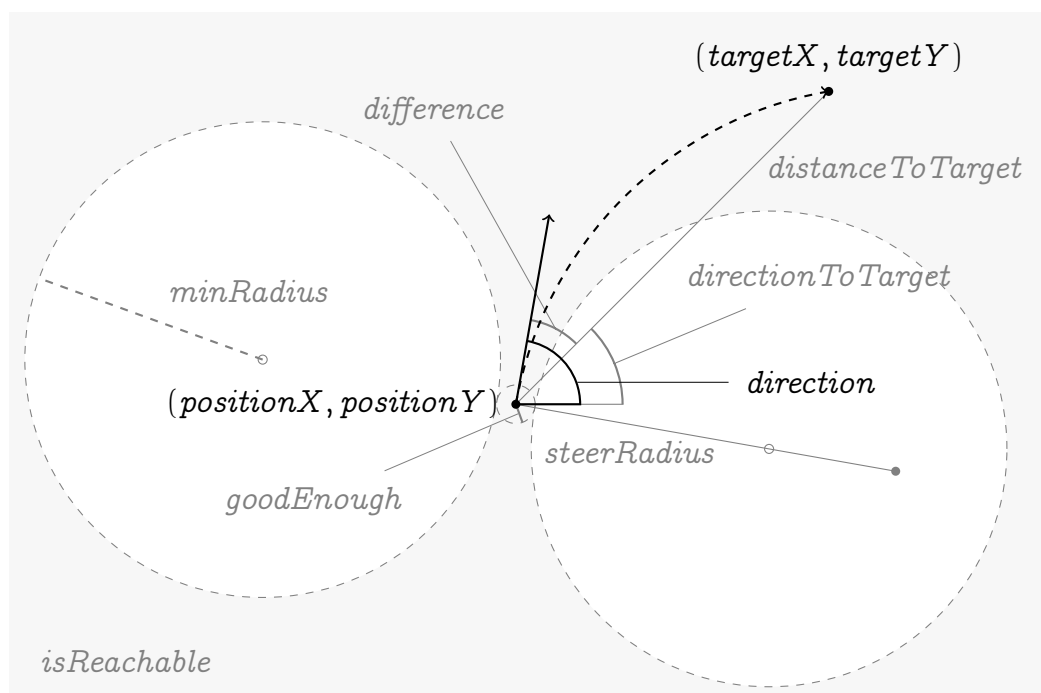 (targetX, targetY)
difference
distanceToTarget
directionToTarget
minRadius
direction
(positionX, positionY)
steerRadius
goodEnough
isReachable